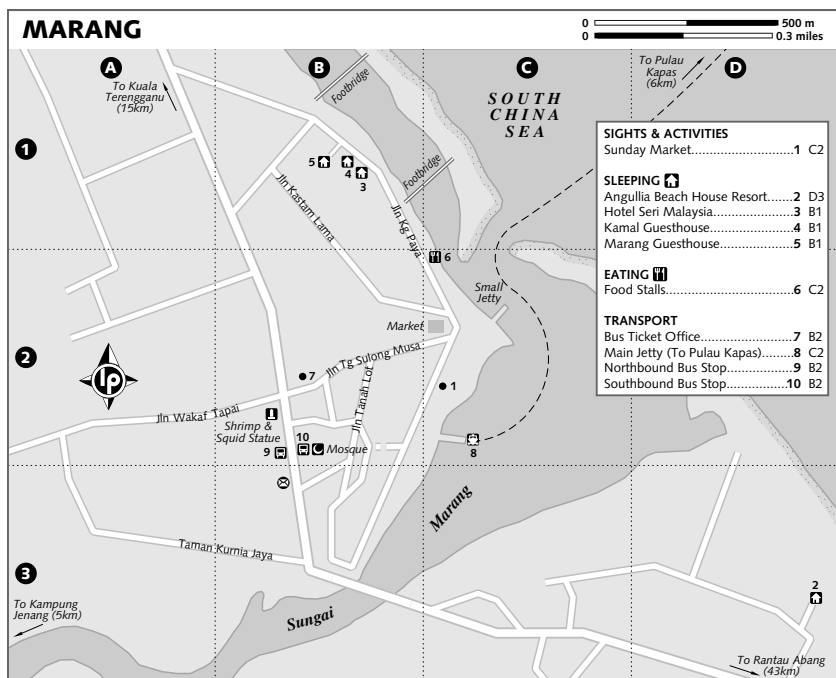 MARANG
0 500 m
0 0.3 miles
A
B
C
D
To Kuala
Terengganu
(15km)
Footbridge
SOUTH
CHINA
SEA
To Pulau
Kapas
(6km)
1
5
4
3
Footbridge
Jln Kastam Lama
Jln Kg Paya
6
Small
Jetty
Market
SIGHTS & ACTIVITIES
Sunday Market.......................1 C2
SLEEPING
Angullia Beach House Resort......2 D3
Hotel Seri Malaysia..................3 B1
Kamal Guesthouse..................4 B1
Marang Guesthouse................5 B1
EATING
Food Stalls..............................6 C2
TRANSPORT
Bus Ticket Office.....................7 B2
Main Jetty (To Pulau Kapas).....8 C2
Northbound Bus Stop..............9 B2
Southbound Bus Stop............10 B2
2
lp
7
Jln Tg Sulong Musa
Jln Tanah Lot
1
Jln Wakaf Tapai
Shrimp &
Squid Statue
10
Mosque
9
8
Taman Kurnia Jaya
Sungai Marang
3
2
To Kampung
Jenang (5km)
To Rantau Abang
(43km)